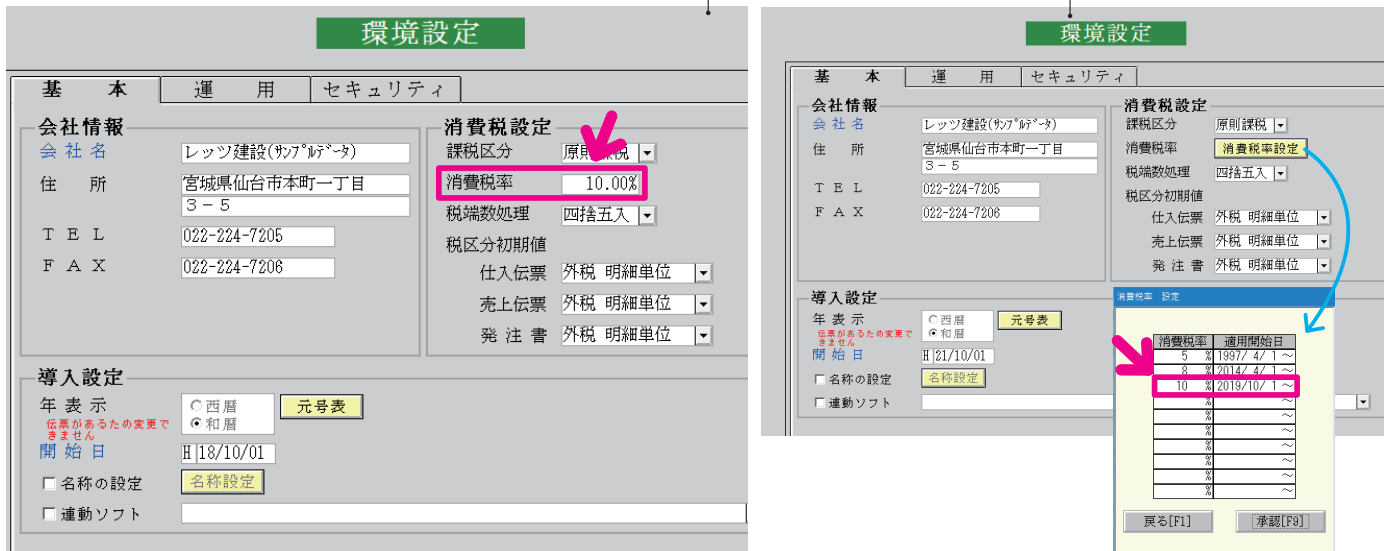 環境設定
基 本 運 用 セキュリティ
会社情報
会 社 名 レッツ建設(ｻﾝﾌﾟﾙﾃﾞｰﾀ)
住 所 宮城県仙台市本町一丁目
３－５
T E L 022-224-7205
F A X 022-224-7206
消費税設定
課税区分 原則課税
消費税率 10.00%
税端数処理 四捨五入
税区分初期値
仕入伝票 外税 明細単位
売上伝票 外税 明細単位
発 注 書 外税 明細単位
導入設定
年 表 示 西暦 元号表
伝票があるため変更で 和暦
きません
開 始 日 H 18/10/01
名称の設定 名称設定
連動ソフト
環境設定
基 本 運 用 セキュリティ
会社情報
会 社 名 レッツ建設(ｻﾝﾌﾟﾙﾃﾞｰﾀ)
住 所 宮城県仙台市本町一丁目
３－５
T E L 022-224-7205
F A X 022-224-7206
消費税設定
課税区分 原則課税
消費税率 消費税率設定
税端数処理 四捨五入
税区分初期値
仕入伝票 外税 明細単位
売上伝票 外税 明細単位
発 注 書 外税 明細単位
導入設定
年 表 示 西暦 元号表
伝票があるため変更で 和暦
きません
開 始 日 H 21/10/01
名称の設定 名称設定
連動ソフト
消費税率 設定
消費税率 適用開始日
5 % 1997/ 4/ 1 ～
8 % 2014/ 4/ 1 ～
10 % 2019/10/ 1 ～
% ～
% ～
% ～
% ～
% ～
% ～
% ～
戻る[F1] 承認[F9]